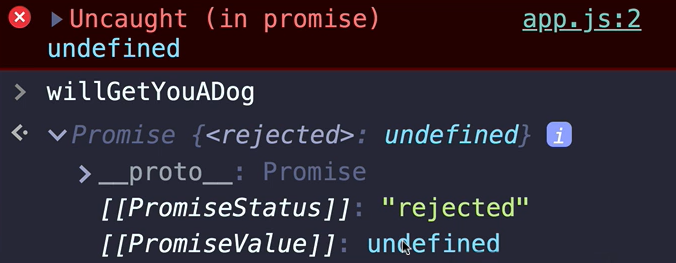 Uncaught (in promise) app.js:2
undefined
willGetYouADog
Promise {<rejected>: undefined} i
__proto__: Promise
[[PromiseStatus]]: "rejected"
[[PromiseValue]]: undefined